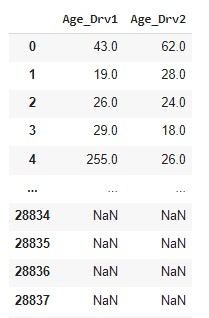 Age_Drv1 Age_Drv2
0 43.0 62.0
1 19.0 28.0
2 26.0 24.0
3 29.0 18.0
4 255.0 26.0
... ... ...
28834 NaN NaN
28835 NaN NaN
28836 NaN NaN
28837 NaN NaN